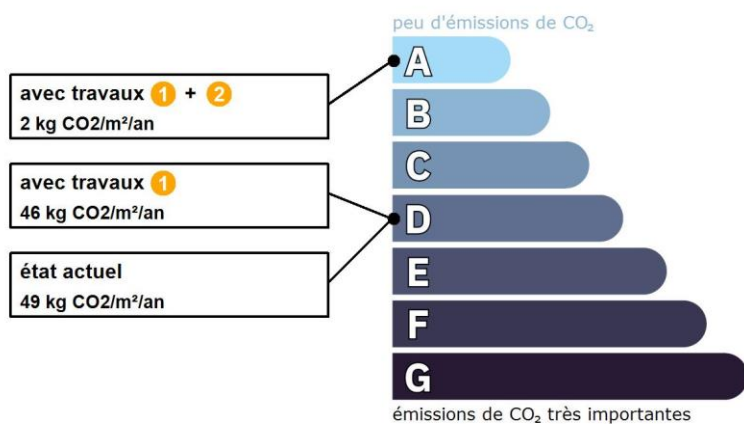 peu d'émissions de CO₂
A
avec travaux 1 + 2
2 kg CO2/m²/an
B
C
avec travaux 1
46 kg CO2/m²/an
D
état actuel
49 kg CO2/m²/an
E
F
G
émissions de CO₂ très importantes